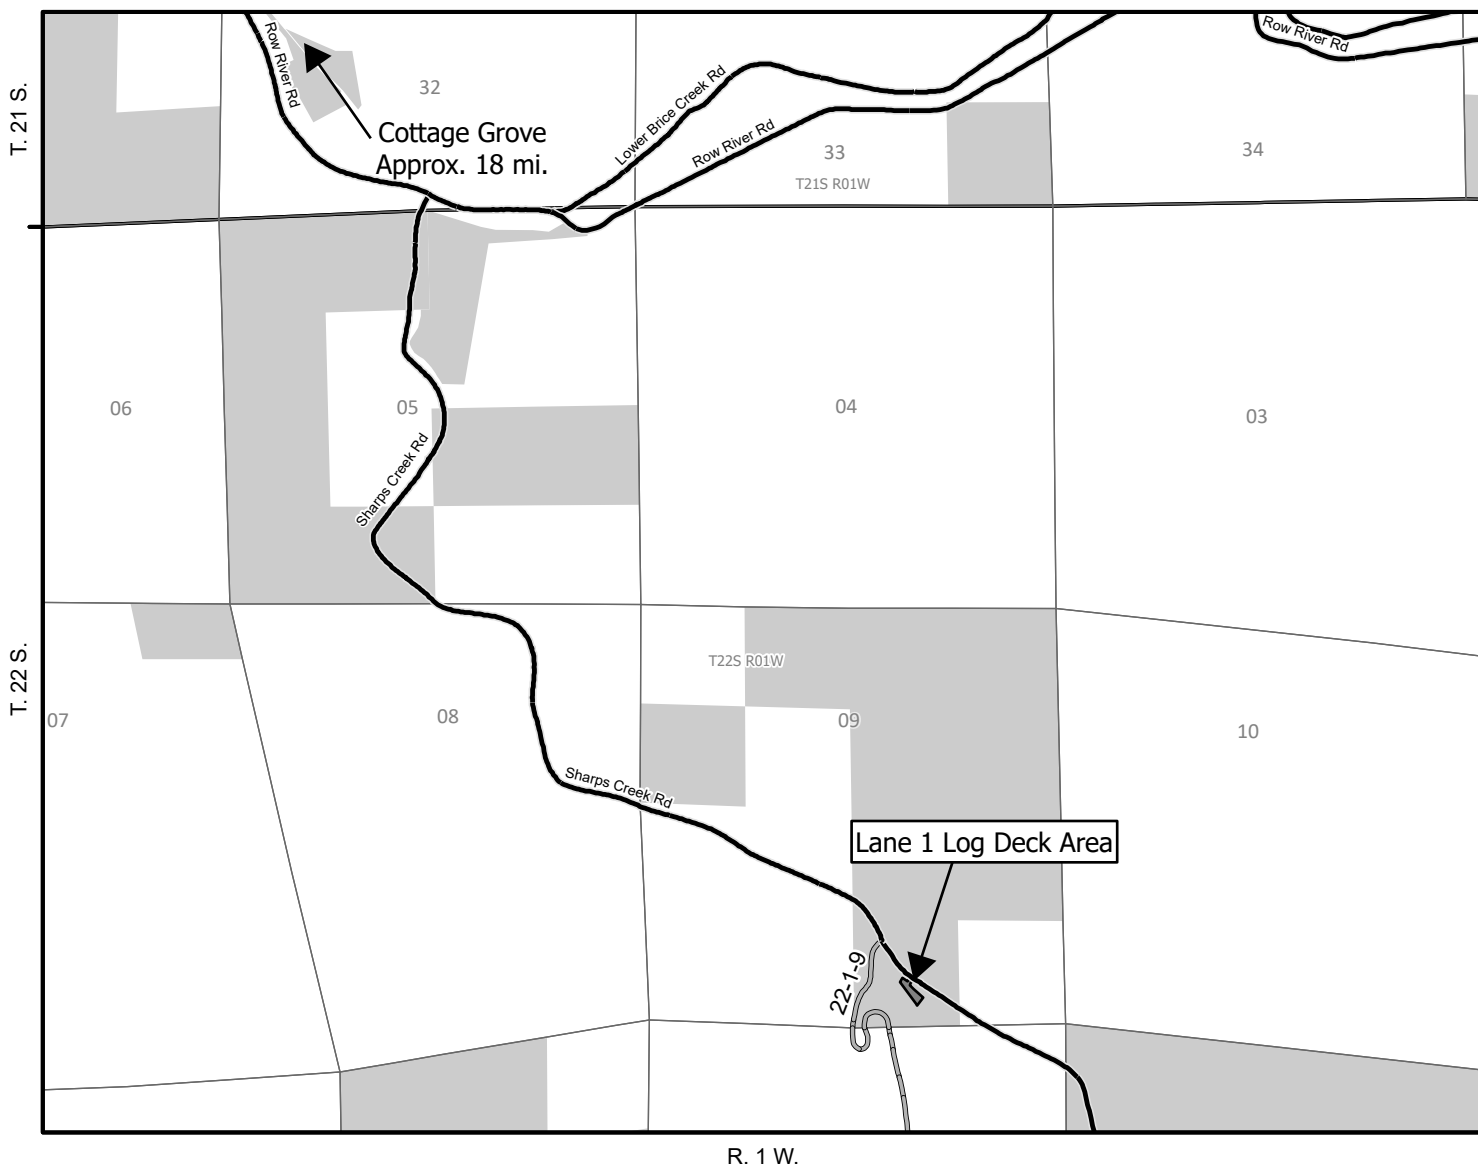 Row River Rd
Row River Rd
32
Lower Brice Creek Rd
T. 21 S.
Cottage Grove
Approx. 18 mi.
Row River Rd
33
34
T21S R01W
06
05
04
03
Sharps Creek Rd
T22S R01W
T. 22 S.
07
08
09
10
Sharps Creek Rd
Lane 1 Log Deck Area
22-1-9
R. 1 W.